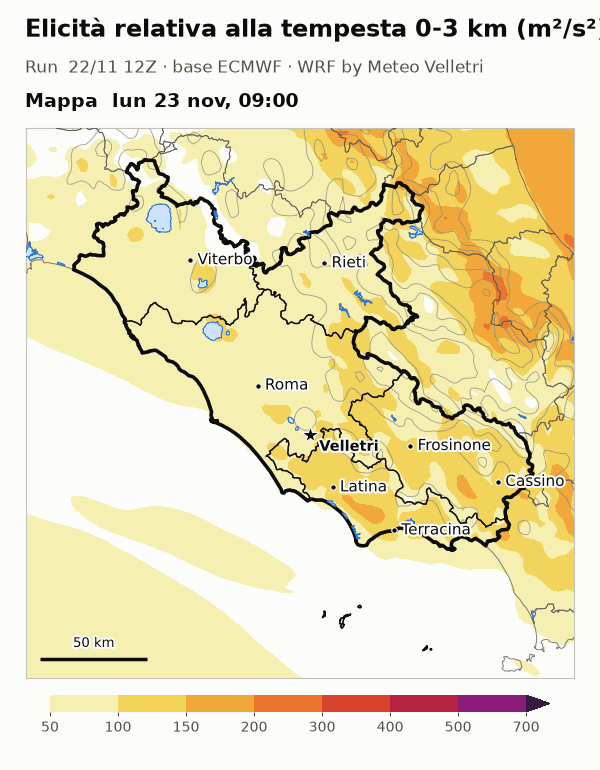 Elicità relativa alla tempesta 0-3 km (m²/s²)
Run  22/11 12Z · base ECMWF · WRF by Meteo Velletri
Mappa  lun 23 nov, 09:00
Viterbo
Rieti
Roma
Velletri
Frosinone
Latina
Cassino
Terracina
50 km
50 100 150 200 300 400 500 700